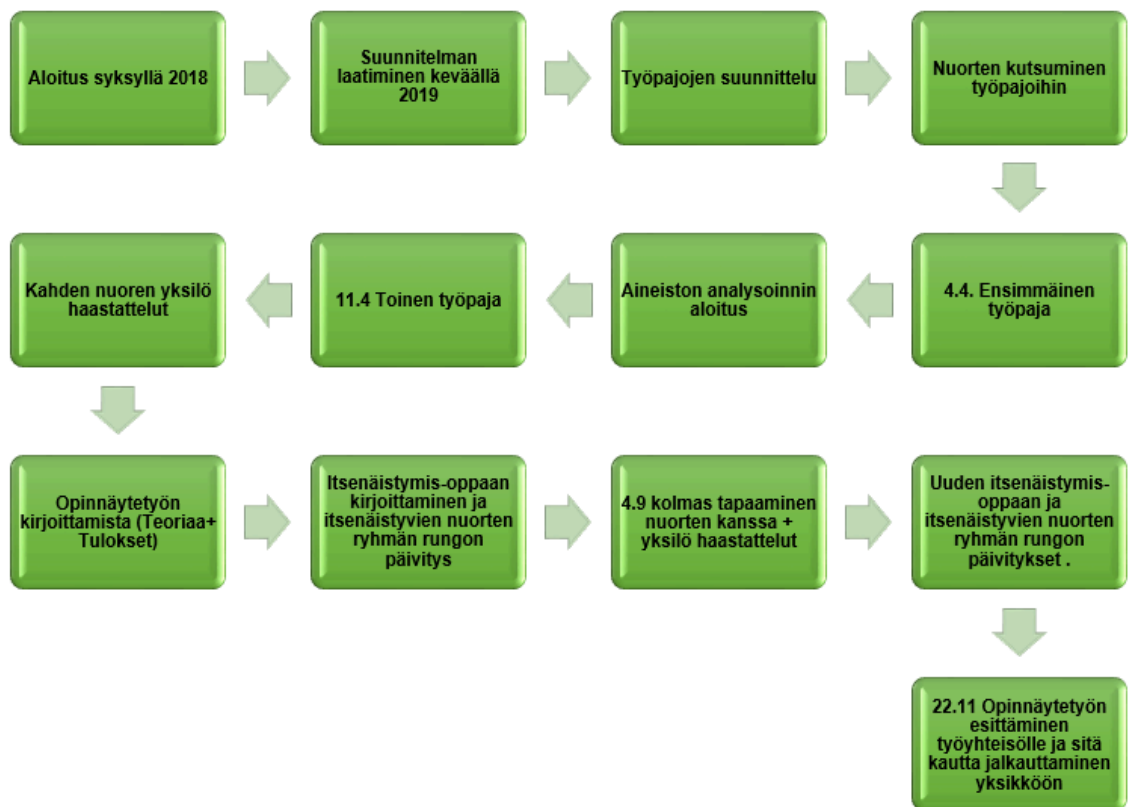 Aloitus syksyllä 2018
Suunnitelman
laatiminen keväällä
2019
Työpajojen suunnittelu
Nuorten kutsuminen
työpajoihin
4.4. Ensimmäinen
työpaja
Aineiston analysoinnin
aloitus
11.4 Toinen työpaja
Kahden nuoren yksilö
haastattelut
Opinnäytetyön
kirjoittamista (Teoriaa+
Tulokset)
Itsenäistymis-oppaan
kirjoittaminen ja
itsenäistyvien nuorten
ryhmän rungon
päivitys
4.9 kolmas tapaaminen
nuorten kanssa +
yksilö haastattelut
Uuden itsenäistymis-
oppaan ja
itsenäistyvien nuorten
ryhmän rungon
päivitykset .
22.11 Opinnäytetyön
esittäminen
työyhteisölle ja sitä
kautta jalkauttaminen
yksikköön